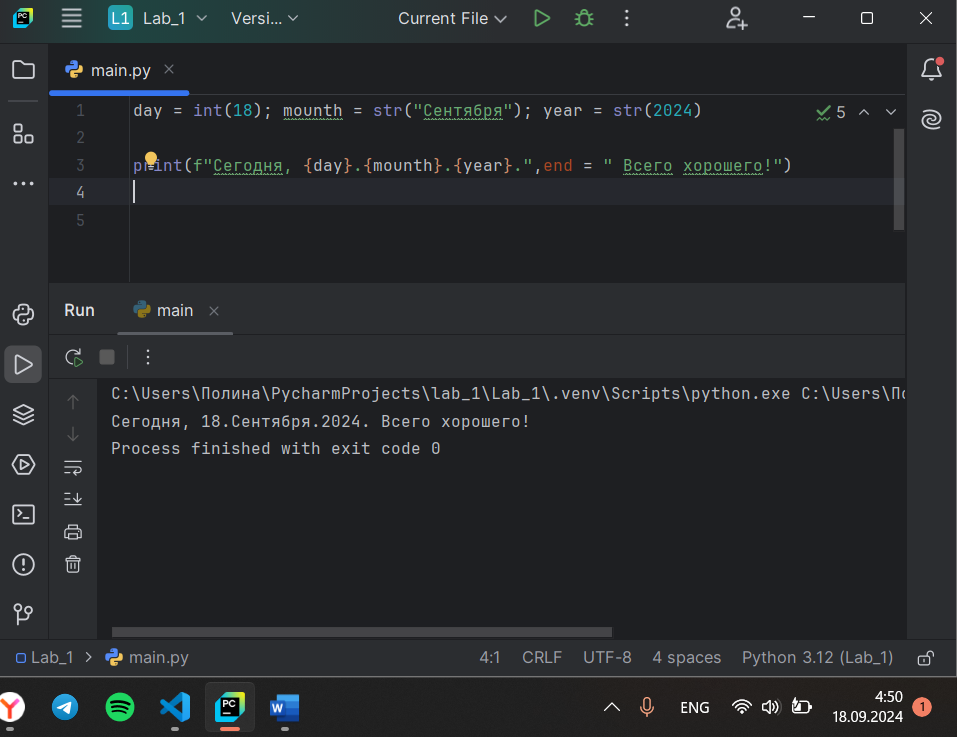 PC
L1 Lab_1 Versi... Current File
main.py
1 day = int(18); mounth = str("Сентября"); year = str(2024) 5
2
3 print(f"Сегодня, {day}.{mounth}.{year}.",end = " Всего хорошего!")
4
5
Run main
C:\Users\Полина\PycharmProjects\lab_1\Lab_1\.venv\Scripts\python.exe C:\Users\
Сегодня, 18.Сентября.2024. Всего хорошего!
Process finished with exit code 0
Lab_1 main.py 4:1 CRLF UTF-8 4 spaces Python 3.12 (Lab_1)
Y PC W ENG 4:50
18.09.2024 1